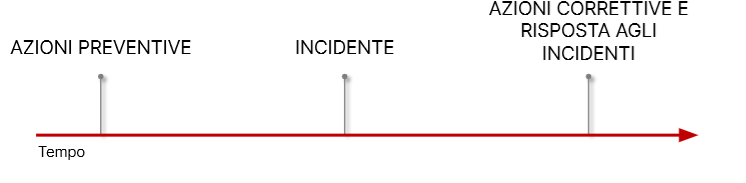 AZIONI PREVENTIVE
INCIDENTE
AZIONI CORRETTIVE E
RISPOSTA AGLI
INCIDENTI
Tempo